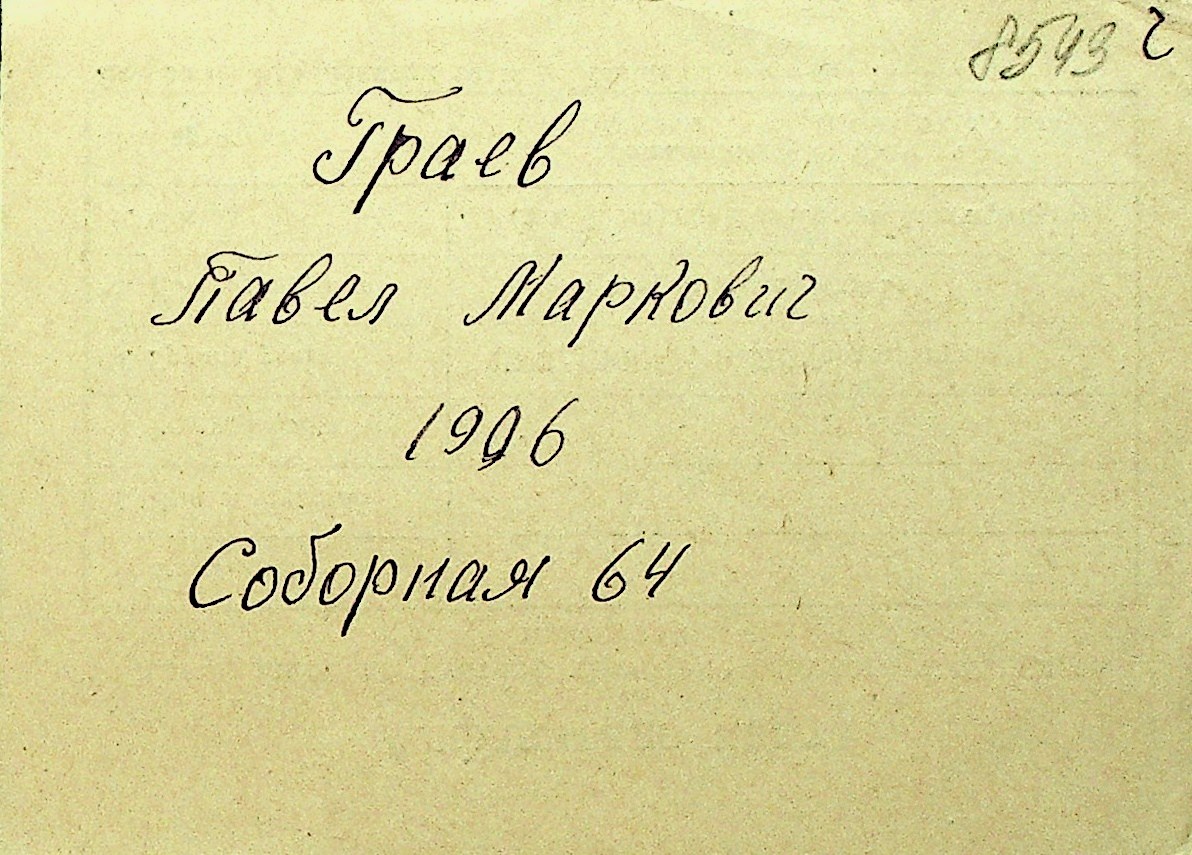 8543 г
Граев
Павел Маркович
1906
Соборная 64